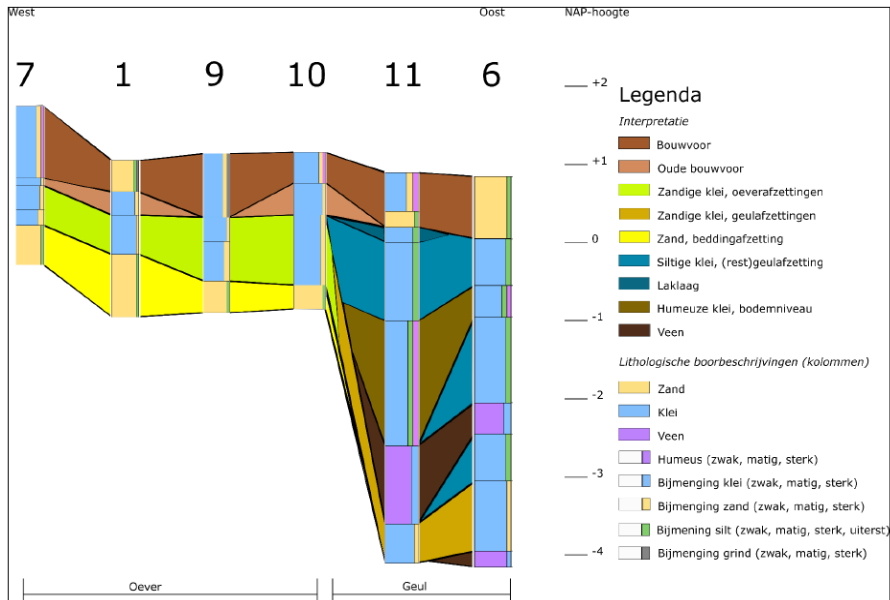 West
Oost
NAP-hoogte
7
1
9
10
11
6
+2
+1
0
-1
-2
-3
-4
Legenda
Interpretatie
Bouwvoor
Oude bouwvoor
Zandige klei, oeverafzettingen
Zandige klei, geulafzettingen
Zand, beddingafzetting
Siltige klei, (rest)geulafzetting
Laklaag
Humeuze klei, bodemniveau
Veen
Lithologische boorbeschrijvingen (kolommen)
Zand
Klei
Veen
Humeus (zwak, matig, sterk)
Bijmenging klei (zwak, matig, sterk)
Bijmenging zand (zwak, matig, sterk)
Bijmening silt (zwak, matig, sterk, uiterst)
Bijmenging grind (zwak, matig, sterk)
Oever
Geul